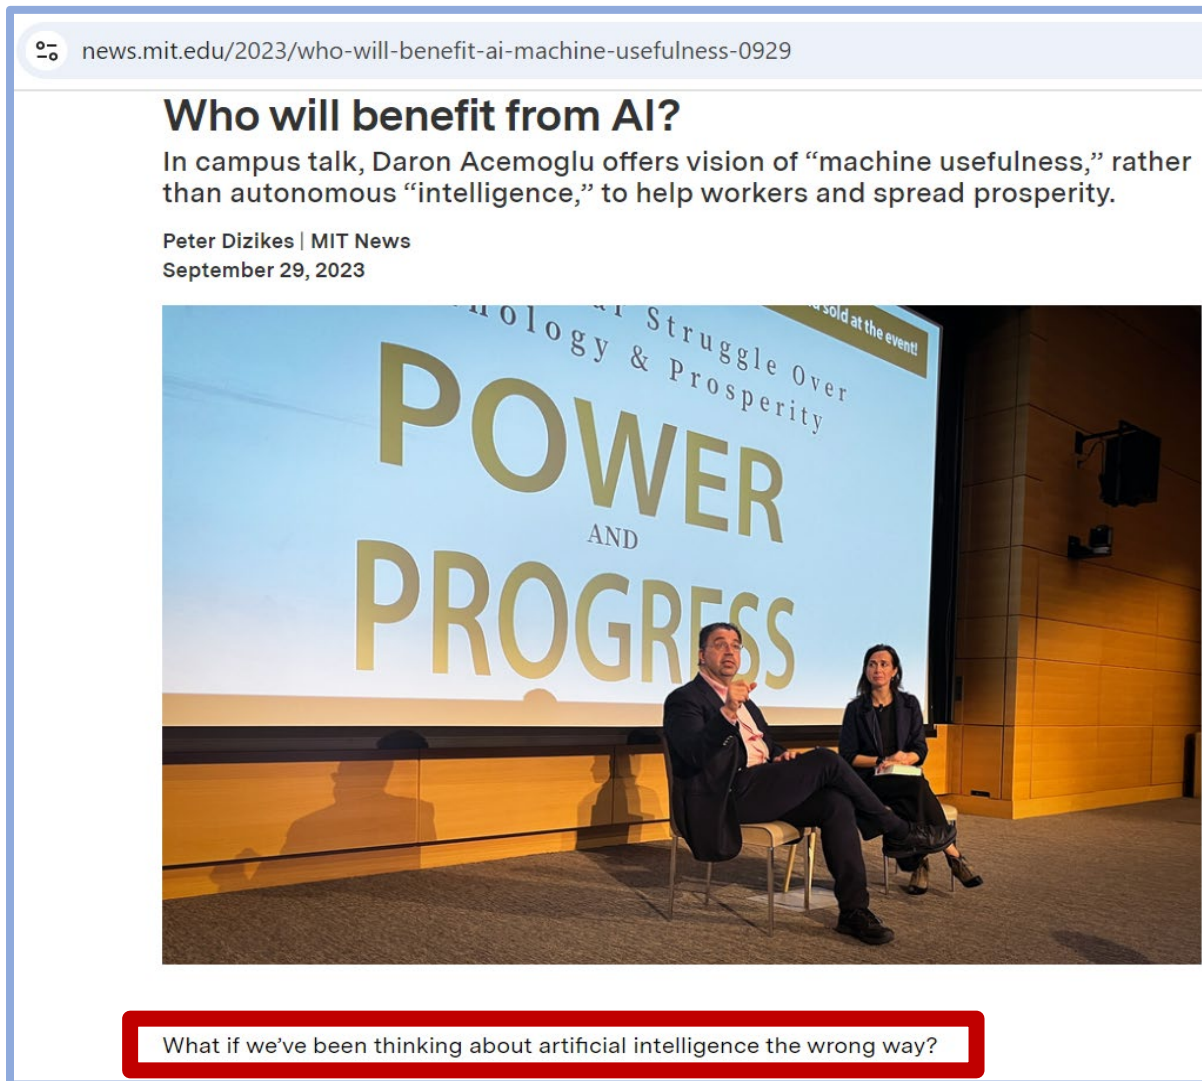 news.mit.edu/2023/who-will-benefit-ai-machine-usefulness-0929
Who will benefit from AI?
In campus talk, Daron Acemoglu offers vision of “machine usefulness,” rather
than autonomous “intelligence,” to help workers and spread prosperity.
Peter Dizikes | MIT News
September 29, 2023
sold at the event!
Struggle Over
& Prosperity
POWER
AND
PROGRESS
What if we’ve been thinking about artificial intelligence the wrong way?